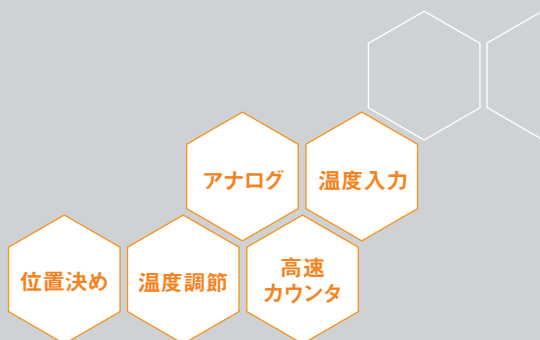 アナログ
温度入力
位置決め
温度調節
高速
カウンタ